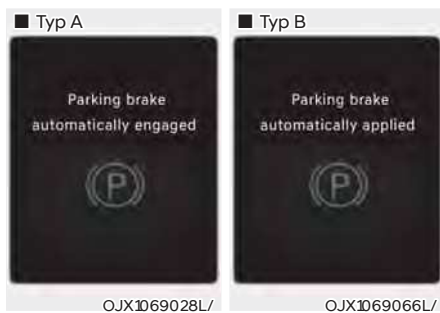 ■ Typ A
Parking brake
automatically engaged
P
OJX1069028L/
■ Typ B
Parking brake
automatically applied
P
OJX1069066L/